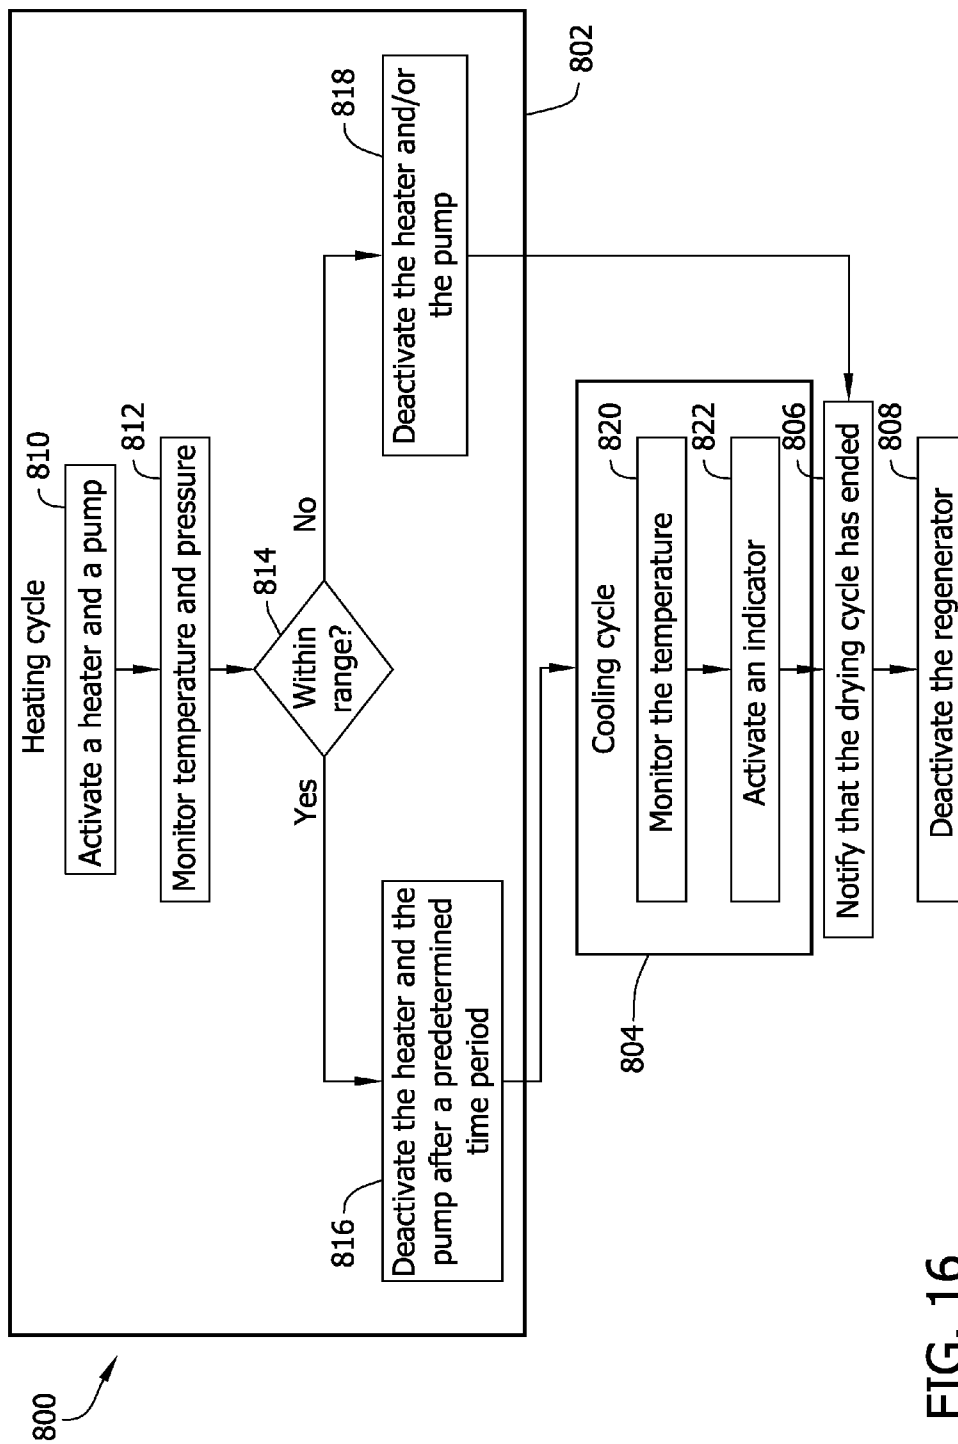 800
Heating cycle
810
Activate a heater and a pump
812
Monitor temperature and pressure
814
Within
range?
Yes
No
816
Deactivate the heater and the
pump after a predetermined
time period
818
Deactivate the heater and/or
the pump
802
804
Cooling cycle
820
Monitor the temperature
822
Activate an indicator
806
Notify that the drying cycle has ended
808
Deactivate the regenerator
FIG. 16